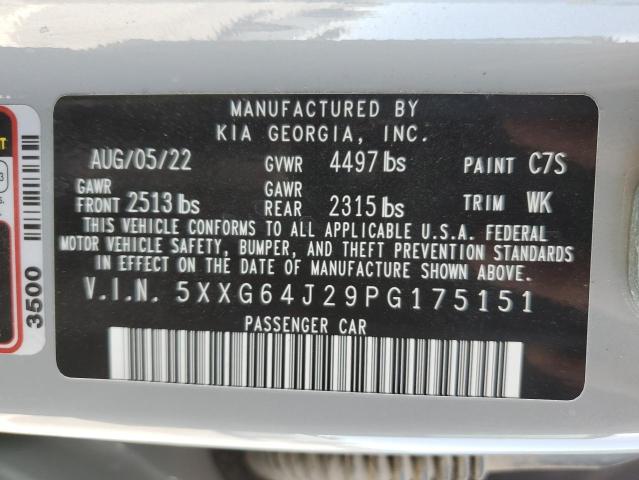 MANUFACTURED BY
KIA GEORGIA, INC.
AUG/05/22 GVWR 4497 lbs PAINT C7S
GAWR FRONT 2513 lbs GAWR REAR 2315 lbs TRIM WK
THIS VEHICLE CONFORMS TO ALL APPLICABLE U.S.A. FEDERAL
MOTOR VEHICLE SAFETY, BUMPER, AND THEFT PREVENTION STANDARDS
IN EFFECT ON THE DATE OF MANUFACTURE SHOWN ABOVE.
V.I.N. 5XXG64J29PG175151
PASSENGER CAR
3500